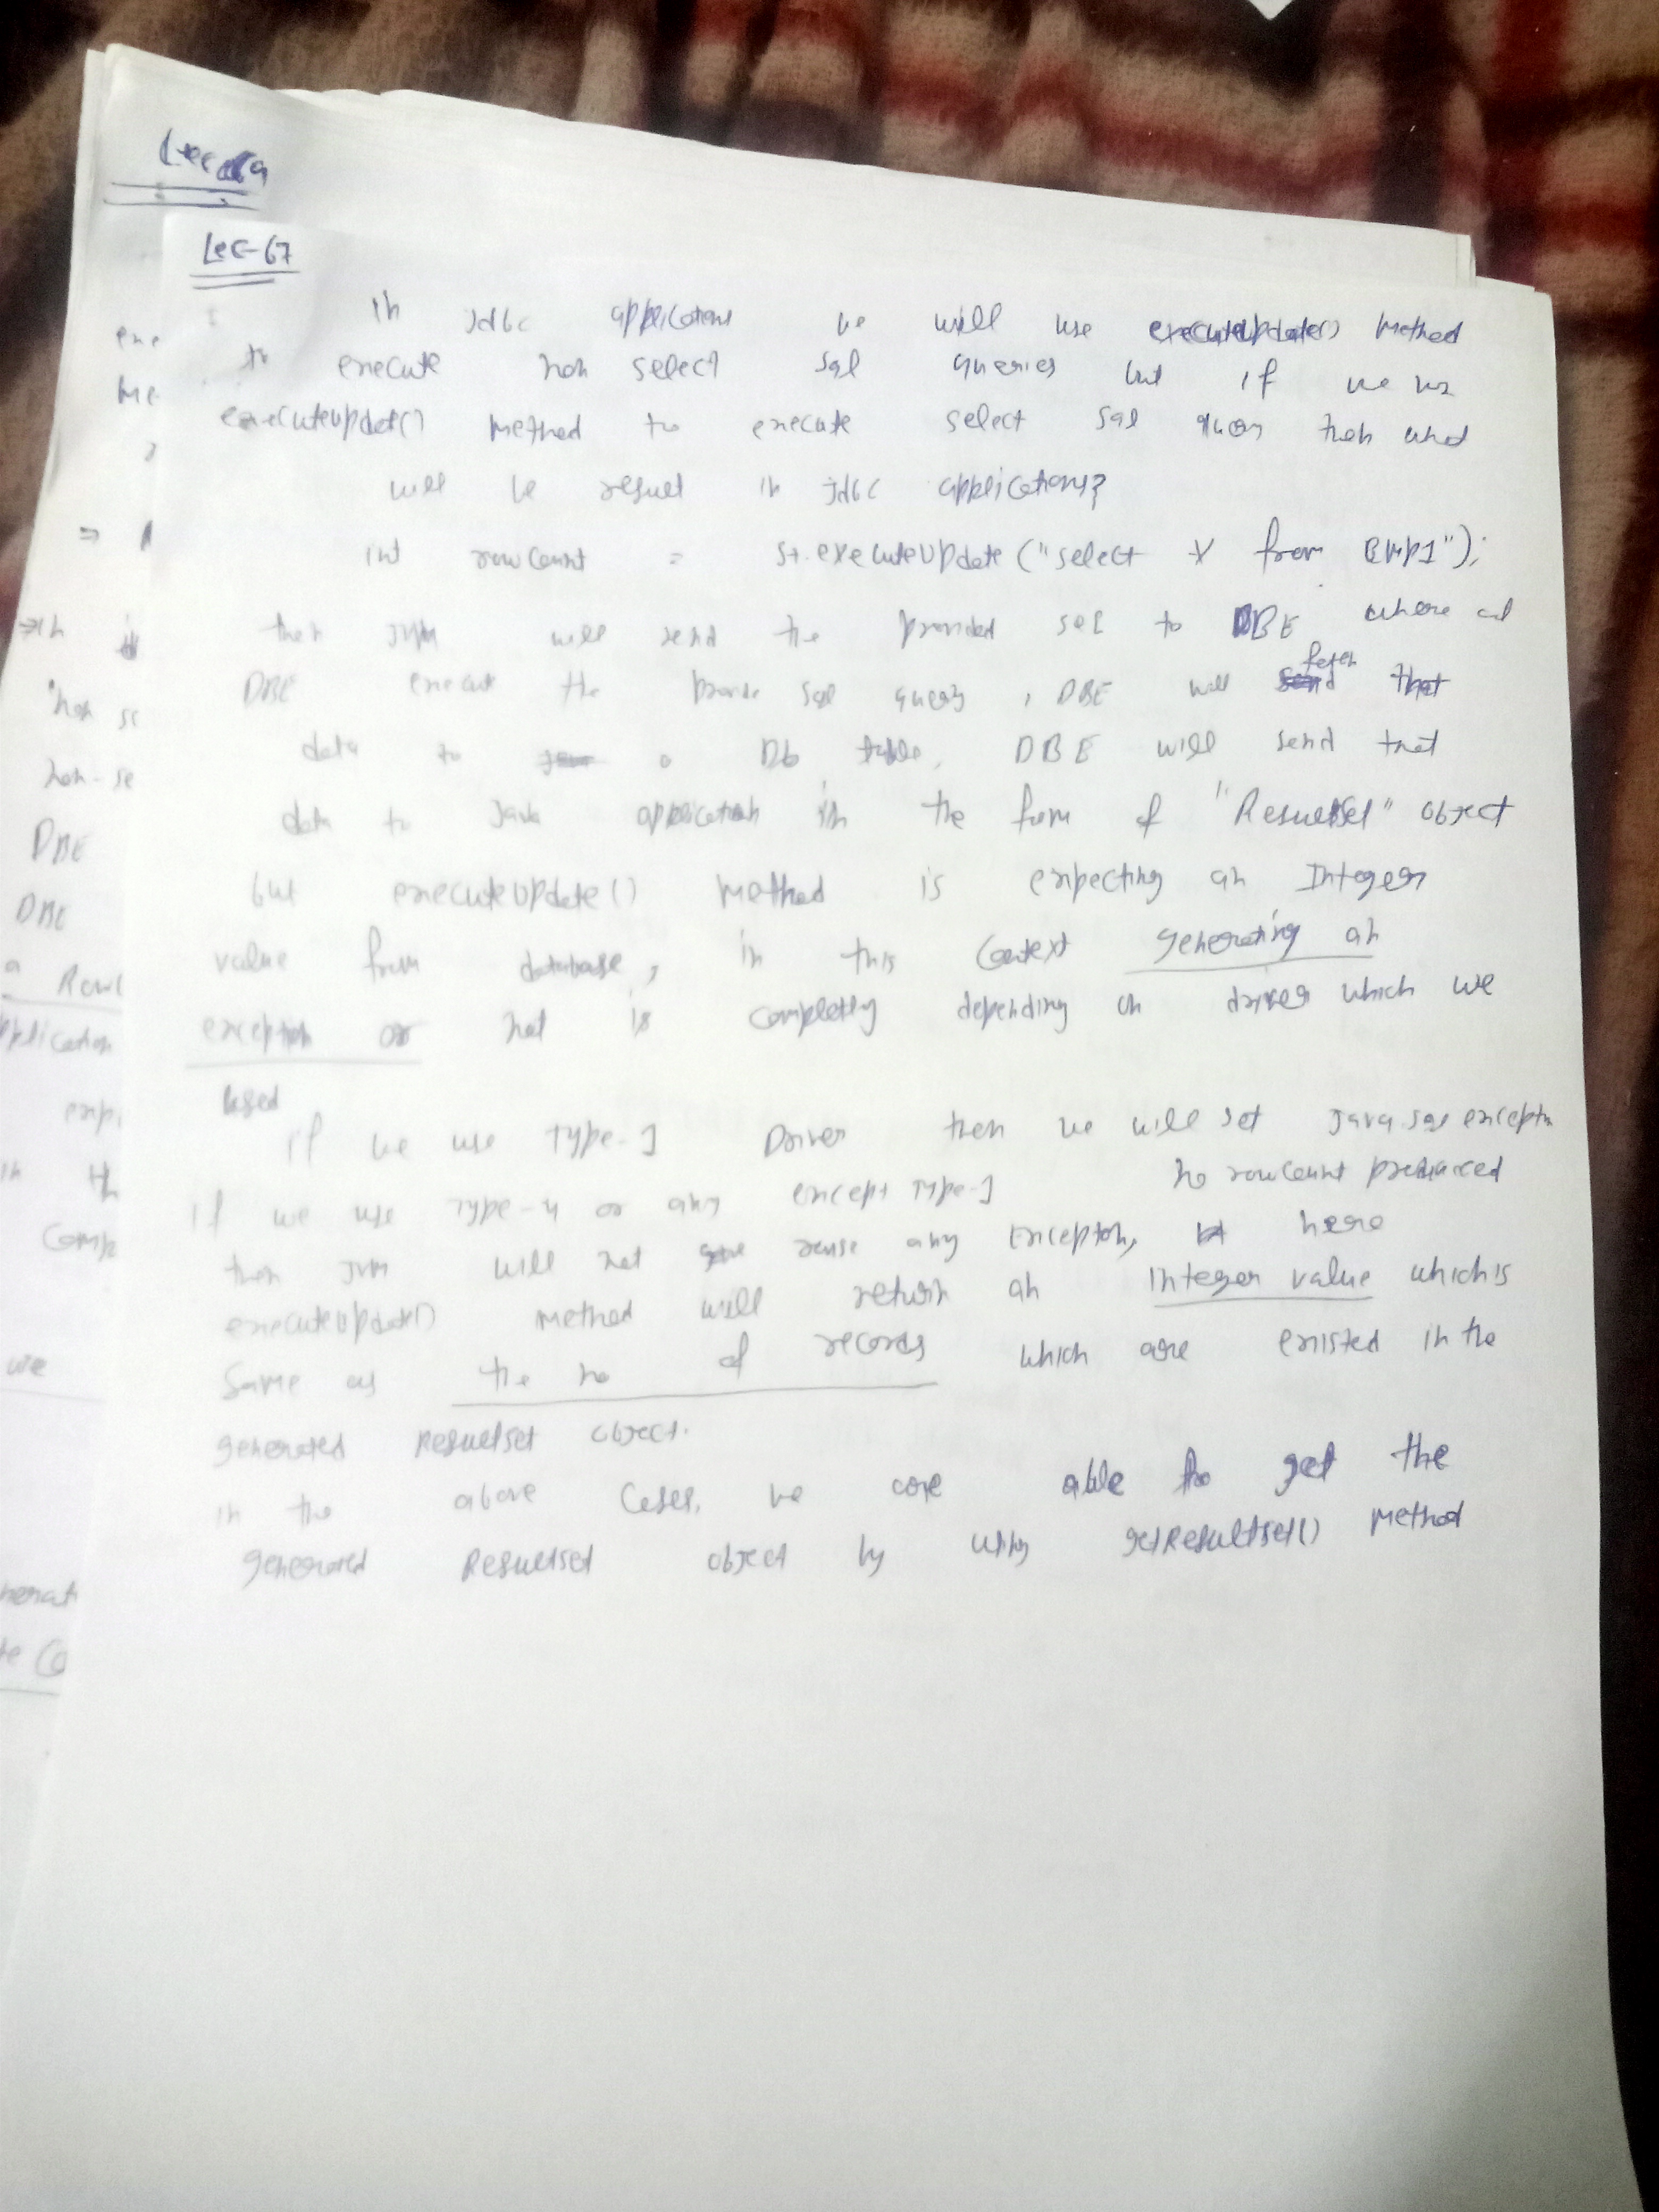 Lec
Lec-67
in Jdbc applications we will use executeUpdate() method
to execute non select sql queries but if we use
executeUpdate() method to execute select sql query then what
will be result in jdbc applications?
int rowCount = st.executeUpdate("select * from emp1");
then JVM will send the provided sql to DBE where at
DBE execute the provide sql query, DBE will fetch that
data to a Db table, DBE will send that
data to Java application in the form of "ResultSet" object
but executeUpdate() method is expecting an Integer
value from database, in this context generating an
exception or not is completly depending on driver which we
used
if we use Type-1 Driver then we will get java.sql exceptn
if we use Type-4 or any except Type-1 no rowCount produced
then JVM will not raise any Exception, here
executeUpdate() method will return an integer value which is
same as the no of records which are existed in the
generated Resultset object.
in the above cases, we are able to get the
generated Resultset object by using getResultset() method
exe
Me
=>
=>in
non se
non-se
DBE
DBE
a Row
pplication
exp
in th
Comp
we
nerat
te Co